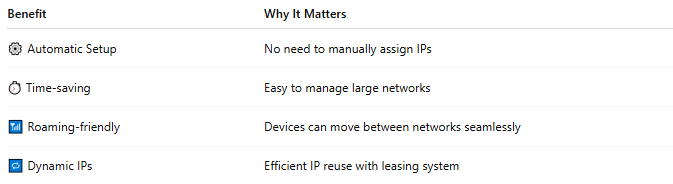 Benefit Why It Matters
Automatic Setup No need to manually assign IPs
Time-saving Easy to manage large networks
Roaming-friendly Devices can move between networks seamlessly
Dynamic IPs Efficient IP reuse with leasing system